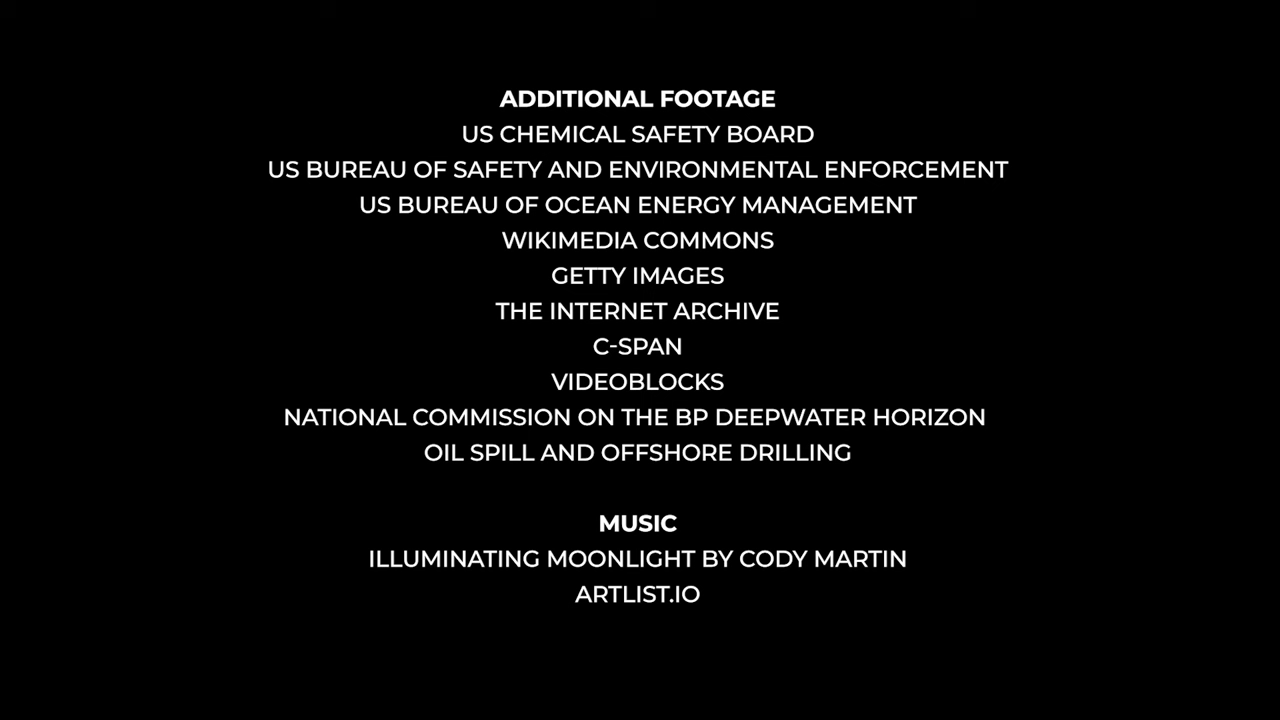 ADDITIONAL FOOTAGE
US CHEMICAL SAFETY BOARD
US BUREAU OF SAFETY AND ENVIRONMENTAL ENFORCEMENT
US BUREAU OF OCEAN ENERGY MANAGEMENT
WIKIMEDIA COMMONS
GETTY IMAGES
THE INTERNET ARCHIVE
C-SPAN
VIDEOBLOCKS
NATIONAL COMMISSION ON THE BP DEEPWATER HORIZON
OIL SPILL AND OFFSHORE DRILLING
MUSIC
ILLUMINATING MOONLIGHT BY CODY MARTIN
ARTLIST.IO